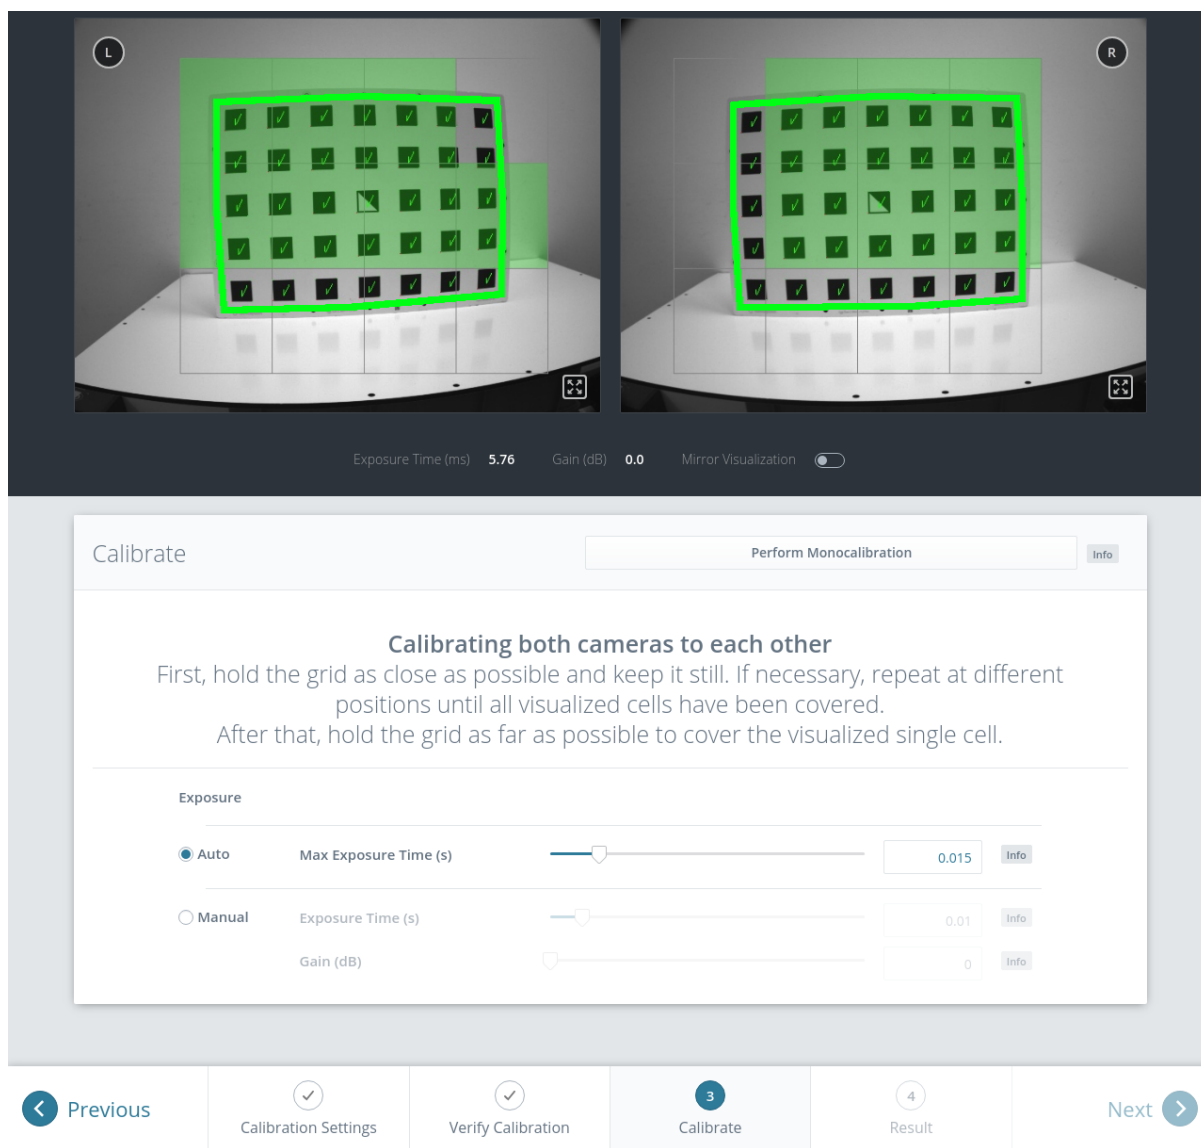 L
R
Exposure Time (ms) 5.76 Gain (dB) 0.0 Mirror Visualization
Calibrate
Perform Monocalibration
Info
Calibrating both cameras to each other
First, hold the grid as close as possible and keep it still. If necessary, repeat at different
positions until all visualized cells have been covered.
After that, hold the grid as far as possible to cover the visualized single cell.
Exposure
Auto Max Exposure Time (s) 0.015 Info
Manual Exposure Time (s) 0.01 Info
Gain (dB) 0 Info
Previous
Calibration Settings
Verify Calibration
3
Calibrate
4
Result
Next